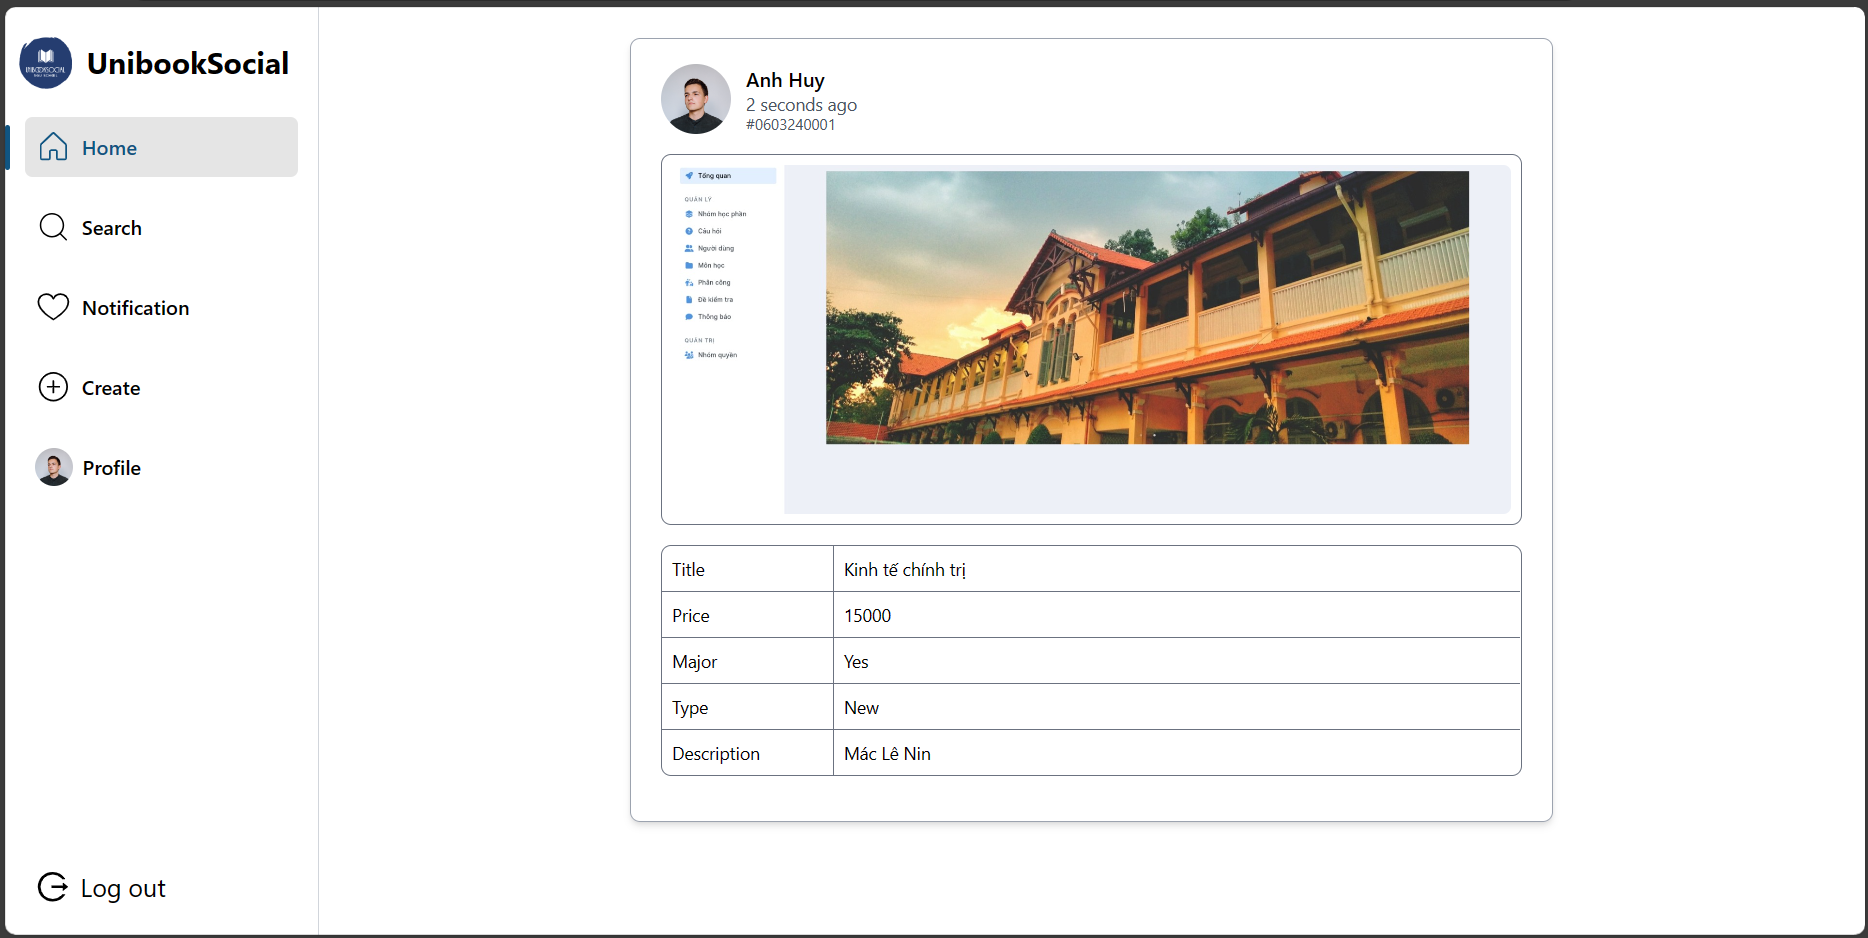 UnibookSocial
Home
Search
Notification
Create
Profile
Log out
Anh Huy
2 seconds ago
#0603240001
Tổng quan
QUẢN LÝ
Nhóm học phần
Câu hỏi
Người dùng
Môn học
Phân công
Đề kiểm tra
Thông báo
QUẢN TRỊ
Nhóm quyền
Title Kinh tế chính trị
Price 15000
Major Yes
Type New
Description Mác Lê Nin